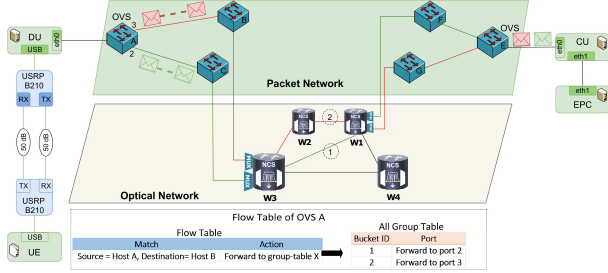 OVS
DU
USB
eth0
3
A
2
B
C
F
G
OVS
E
eth0
CU
eth1
eth1
EPC
Packet Network
USRP
B210
RX
TX
50 dB
50 dB
TX
RX
USRP
B210
USB
UE
2
1
NCS
W2
NCS
W1
MUX
MUX
NCS
W3
NCS
W4
Optical Network
Flow Table of OVS A
Flow Table
Match
Action
Source = Host A, Destination= Host B
Forward to group-table X
All Group Table
Bucket ID
Port
1
Forward to port 2
2
Forward to port 3